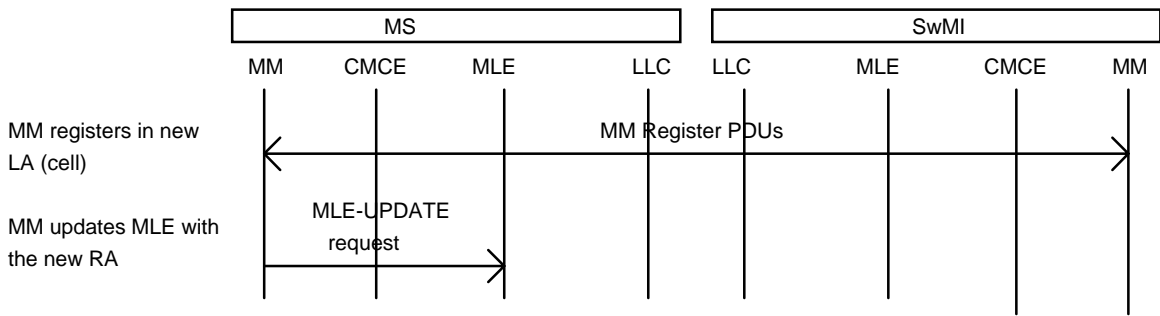 MS SwMI
MM CMCE MLE LLC LLC MLE CMCE MM
MM registers in new
LA (cell)
MM Register PDUs
MM updates MLE with
the new RA
MLE-UPDATE
request